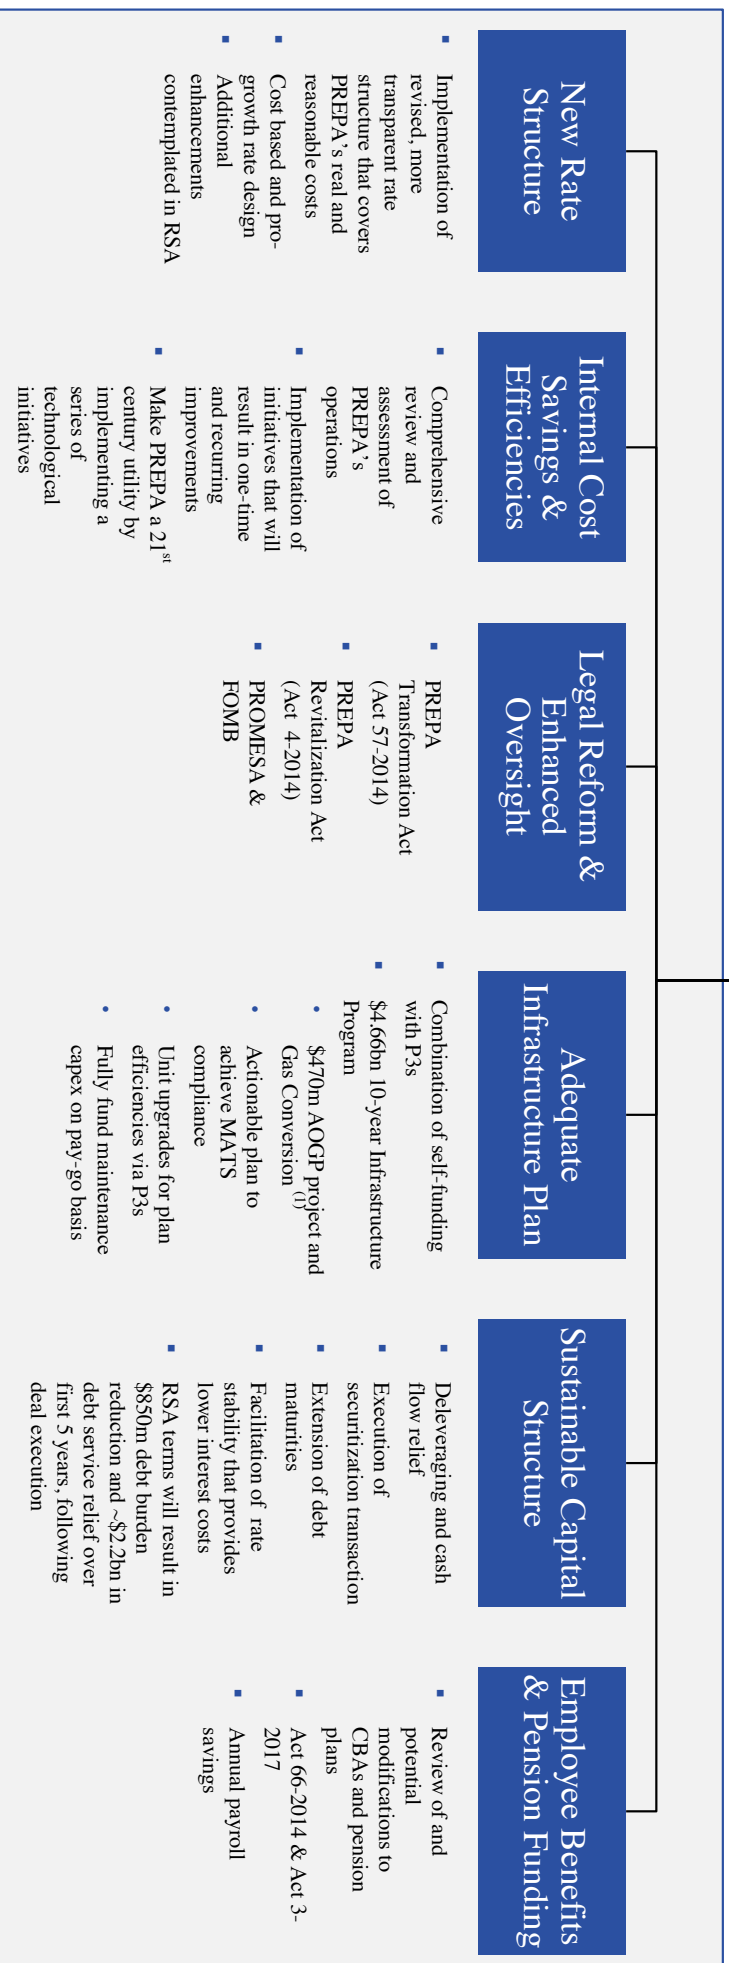 New Rate
Structure
▪ Implementation of
revised, more
transparent rate
structure that covers
PREPA's real and
reasonable costs
▪ Cost based and pro-
growth rate design
▪ Additional
enhancements
contemplated in RSA
Internal Cost
Savings &
Efficiencies
▪ Comprehensive
review and
assessment of
PREPA's
operations
▪ Implementation of
initiatives that will
result in one-time
and recurring
improvements
▪ Make PREPA a 21st
century utility by
implementing a
series of
technological
initiatives
Legal Reform &
Enhanced
Oversight
▪ PREPA
Transformation Act
(Act 57-2014)
▪ PREPA
Revitalization Act
(Act 4-2014)
▪ PROMESA &
FOMB
Adequate
Infrastructure Plan
▪ Combination of self-funding
with P3s
▪ $4.66bn 10-year Infrastructure
Program
• $470m AOGP project and
Gas Conversion (1)
• Actionable plan to
achieve MATS
compliance
• Unit upgrades for plan
efficiencies via P3s
• Fully fund maintenance
capex on pay-go basis
Sustainable Capital
Structure
▪ Deleveraging and cash
flow relief
▪ Execution of
securitization transaction
▪ Extension of debt
maturities
▪ Facilitation of rate
stability that provides
lower interest costs
▪ RSA terms will result in
$850m debt burden
reduction and ~$2.2bn in
debt service relief over
first 5 years, following
deal execution
Employee Benefits
& Pension Funding
▪ Review of and
potential
modifications to
CBAs and pension
plans
▪ Act 66-2014 & Act 3-
2017
▪ Annual payroll
savings